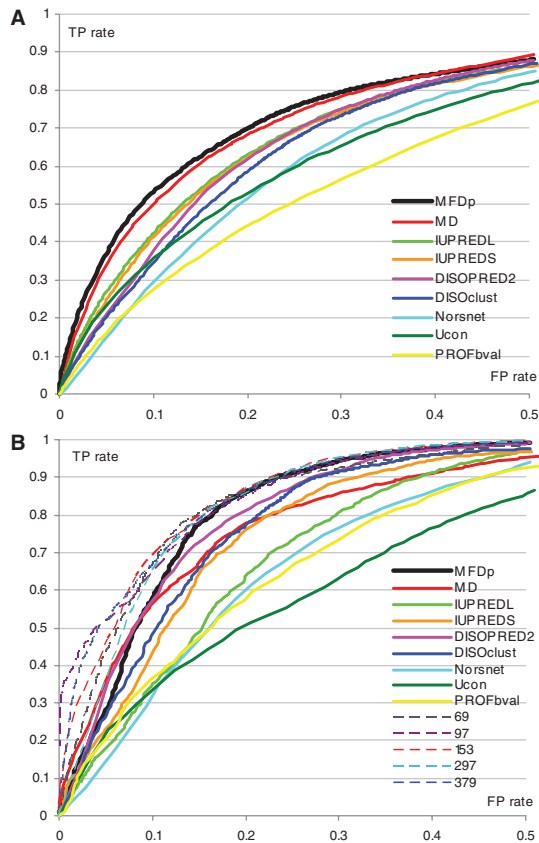 A
TP rate
1
0.9
0.8
0.7
0.6
0.5
0.4
0.3
0.2
0.1
0
MFDp
MD
IUPREDL
IUPREDS
DISOPRED2
DISOclust
Norsnet
Ucon
PROFbval
FP rate
0 0.1 0.2 0.3 0.4 0.5
B
TP rate
1
0.9
0.8
0.7
0.6
0.5
0.4
0.3
0.2
0.1
0
MFDp
MD
IUPREDL
IUPREDS
DISOPRED2
DISOclust
Norsnet
Ucon
PROFbval
69
97
153
297
379
FP rate
0 0.1 0.2 0.3 0.4 0.5